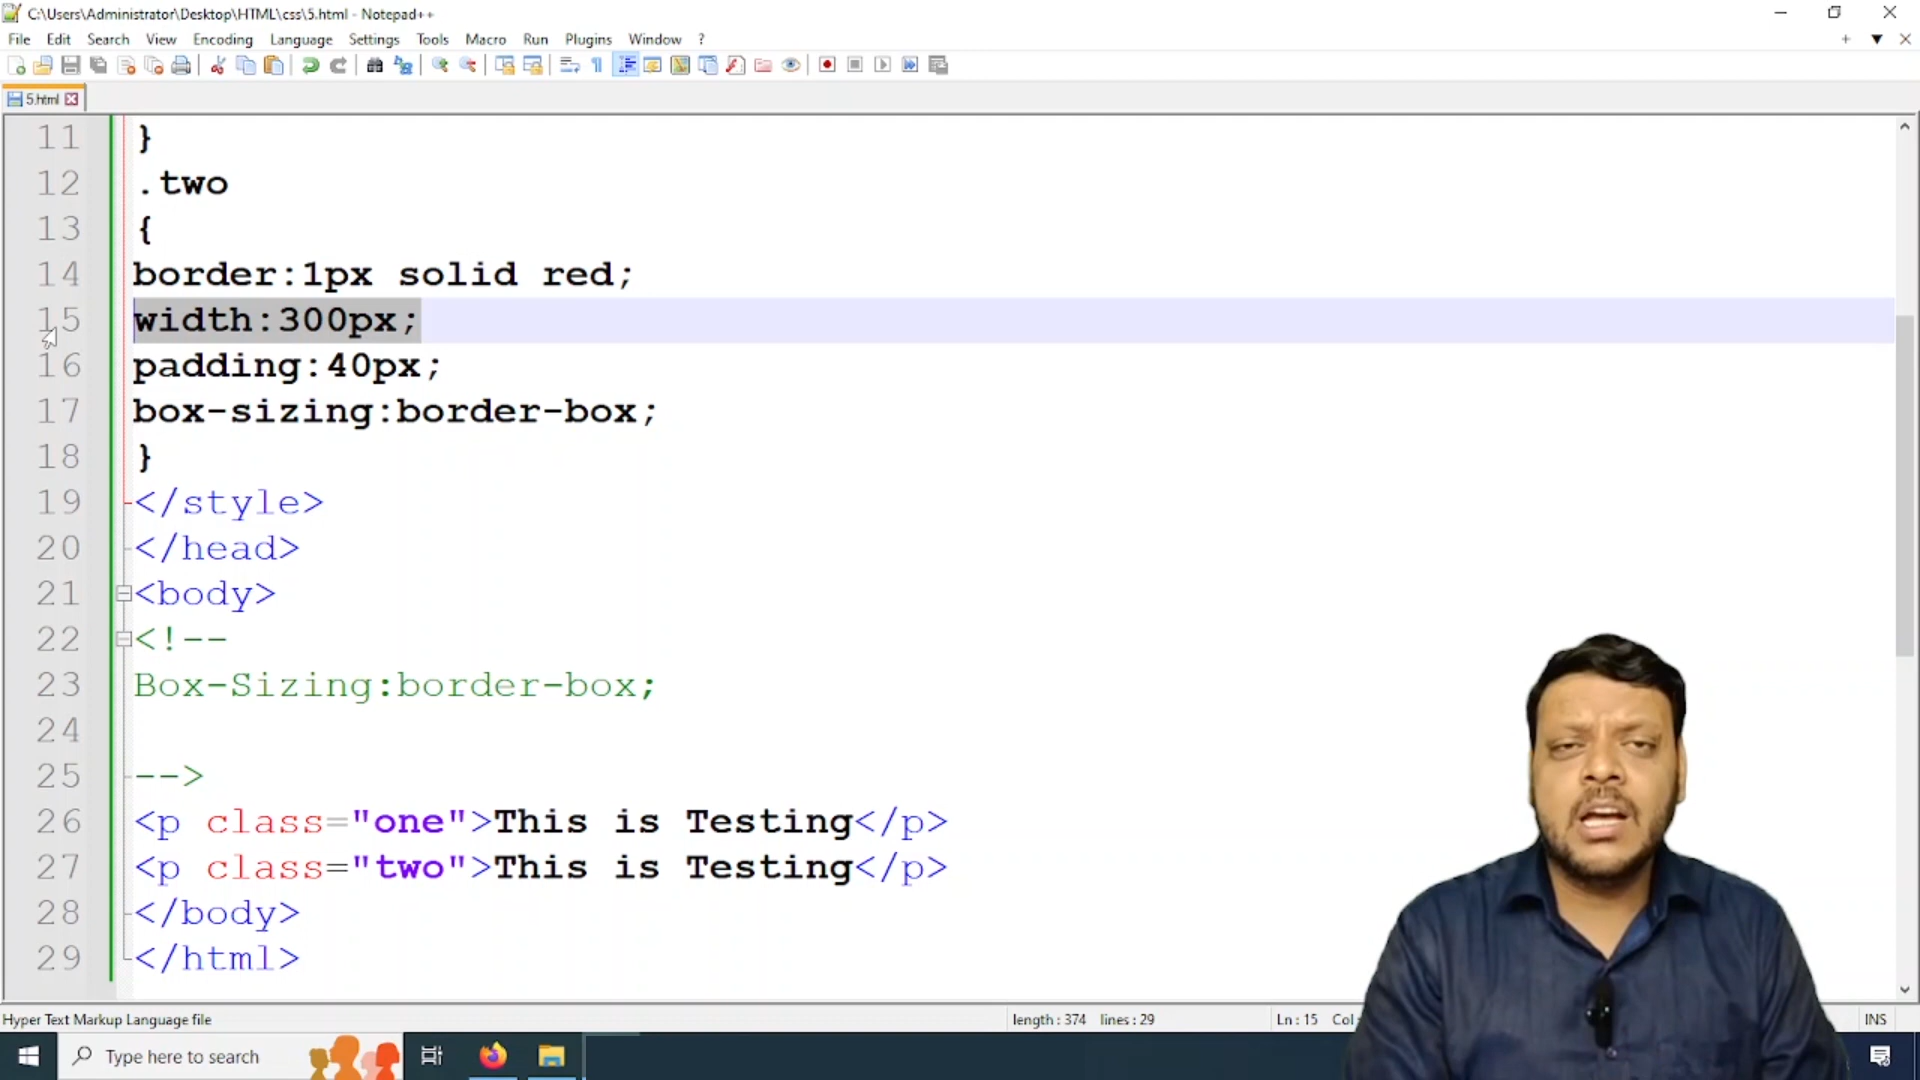 C:\Users\Administrator\Desktop\HTML\css\5.html - Notepad++
File Edit Search View Encoding Language Settings Tools Macro Run Plugins Window ?
5.html
11 }
12 .two
13 {
14 border:1px solid red;
15 width:300px;
16 padding:40px;
17 box-sizing:border-box;
18 }
19 </style>
20 </head>
21 <body>
22 <!--
23 Box-Sizing:border-box;
24
25 -->
26 <p class="one">This is Testing</p>
27 <p class="two">This is Testing</p>
28 </body>
29 </html>
Hyper Text Markup Language file length : 374 lines : 29 Ln : 15 Col INS
Type here to search